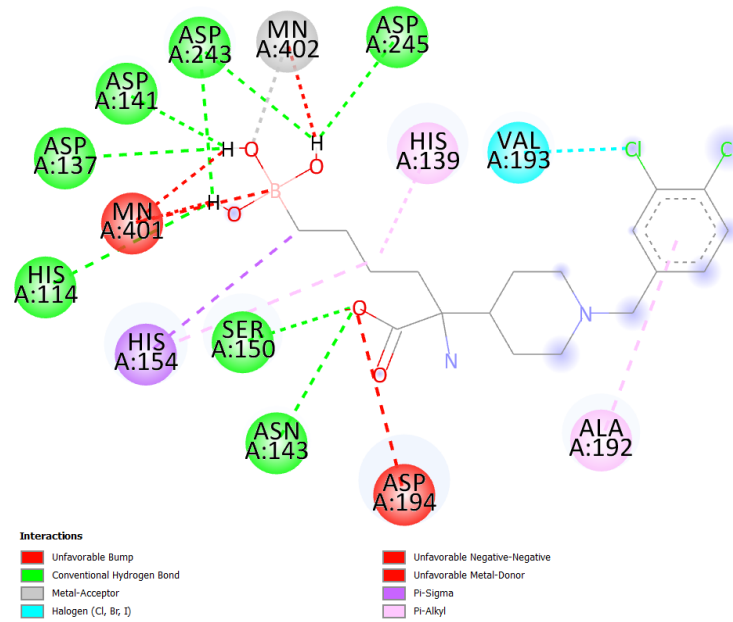 ASP
A:243
MN
A:402
ASP
A:245
ASP
A:141
H
H
O
O
HIS
A:139
VAL
A:193
Cl
Cl
ASP
A:137
MN
A:401
H
B
O
HIS
A:114
SER
A:150
O
N
HIS
A:154
O
N
ASN
A:143
ALA
A:192
ASP
A:194
Interactions
Unfavorable Bump
Conventional Hydrogen Bond
Metal-Acceptor
Halogen (Cl, Br, I)
Unfavorable Negative-Negative
Unfavorable Metal-Donor
Pi-Sigma
Pi-Alkyl